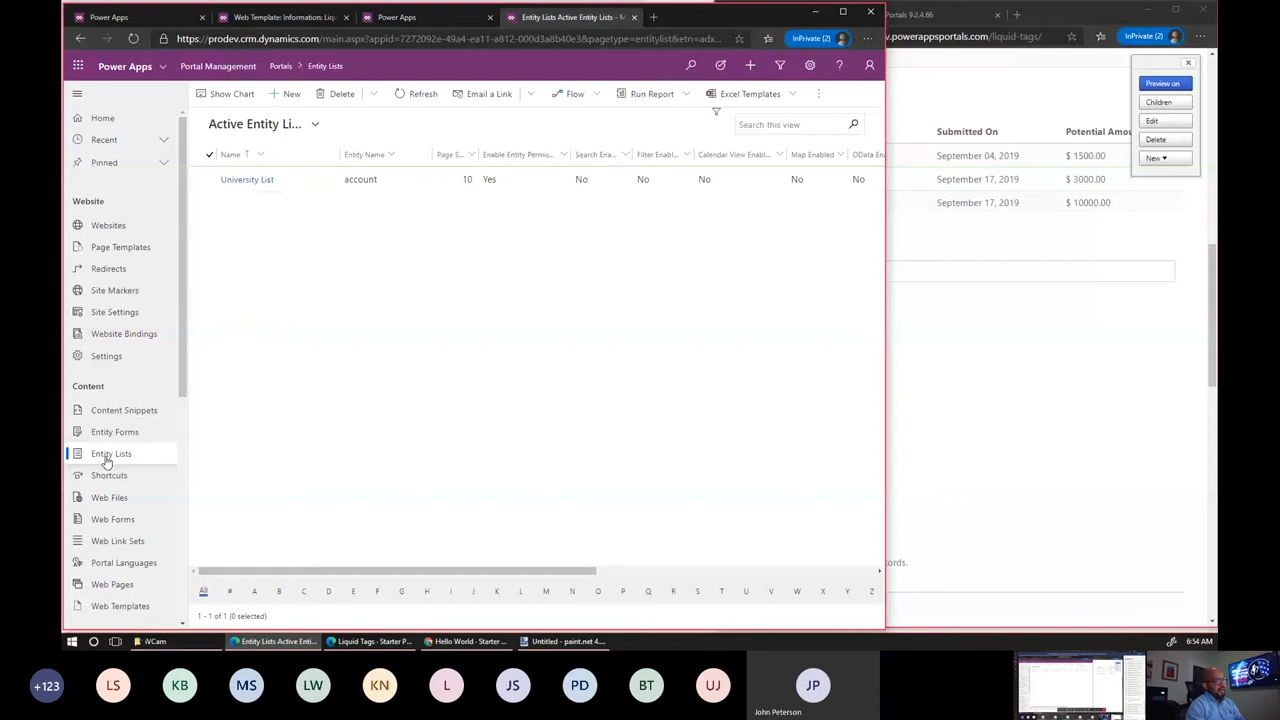 Power Apps
Web Template: Information: Liq
Power Apps
Entity Lists Active Entity Lists - M
Portals 9.2.4.66
https://prodev.crm.dynamics.com/main.aspx?appid=7272092e-49a4-ea11-a812-000d3a8b40e3&pagetype=entitylist&etn=adx...
InPrivate (2)
.powerappsportals.com/liquid-tags/
InPrivate (2)
Power Apps
Portal Management
Portals > Entity Lists
Show Chart
New
Delete
Refresh
Email a Link
Flow
Run Report
Excel Templates
Home
Recent
Pinned
Website
Websites
Page Templates
Redirects
Site Markers
Site Settings
Website Bindings
Settings
Content
Content Snippets
Entity Forms
Entity Lists
Shortcuts
Web Files
Web Forms
Web Link Sets
Portal Languages
Web Pages
Web Templates
Active Entity Li...
Search this view
Name
Entity Name
Page S...
Enable Entity Permis...
Search Ena...
Filter Enabl...
Calendar View Enabl...
Map Enabled
OData En
University List
account
10
Yes
No
No
No
No
No
All # A B C D E F G H I J K L M N O P Q R S T U V W X Y Z
1 - 1 of 1 (0 selected)
Preview on
Children
Edit
Delete
New
Submitted On
Potential Amou
September 04, 2019
$ 1500.00
September 17, 2019
$ 3000.00
September 17, 2019
$ 10000.00
cords.
iVCam
Entity Lists Active Enti...
Liquid Tags - Starter P...
Hello World - Starter ...
Untitled - paint.net 4....
6:54 AM
+123
LS
KB
MS
LW
KN
L
JS
PD
BT
UJ
JP
John Peterson